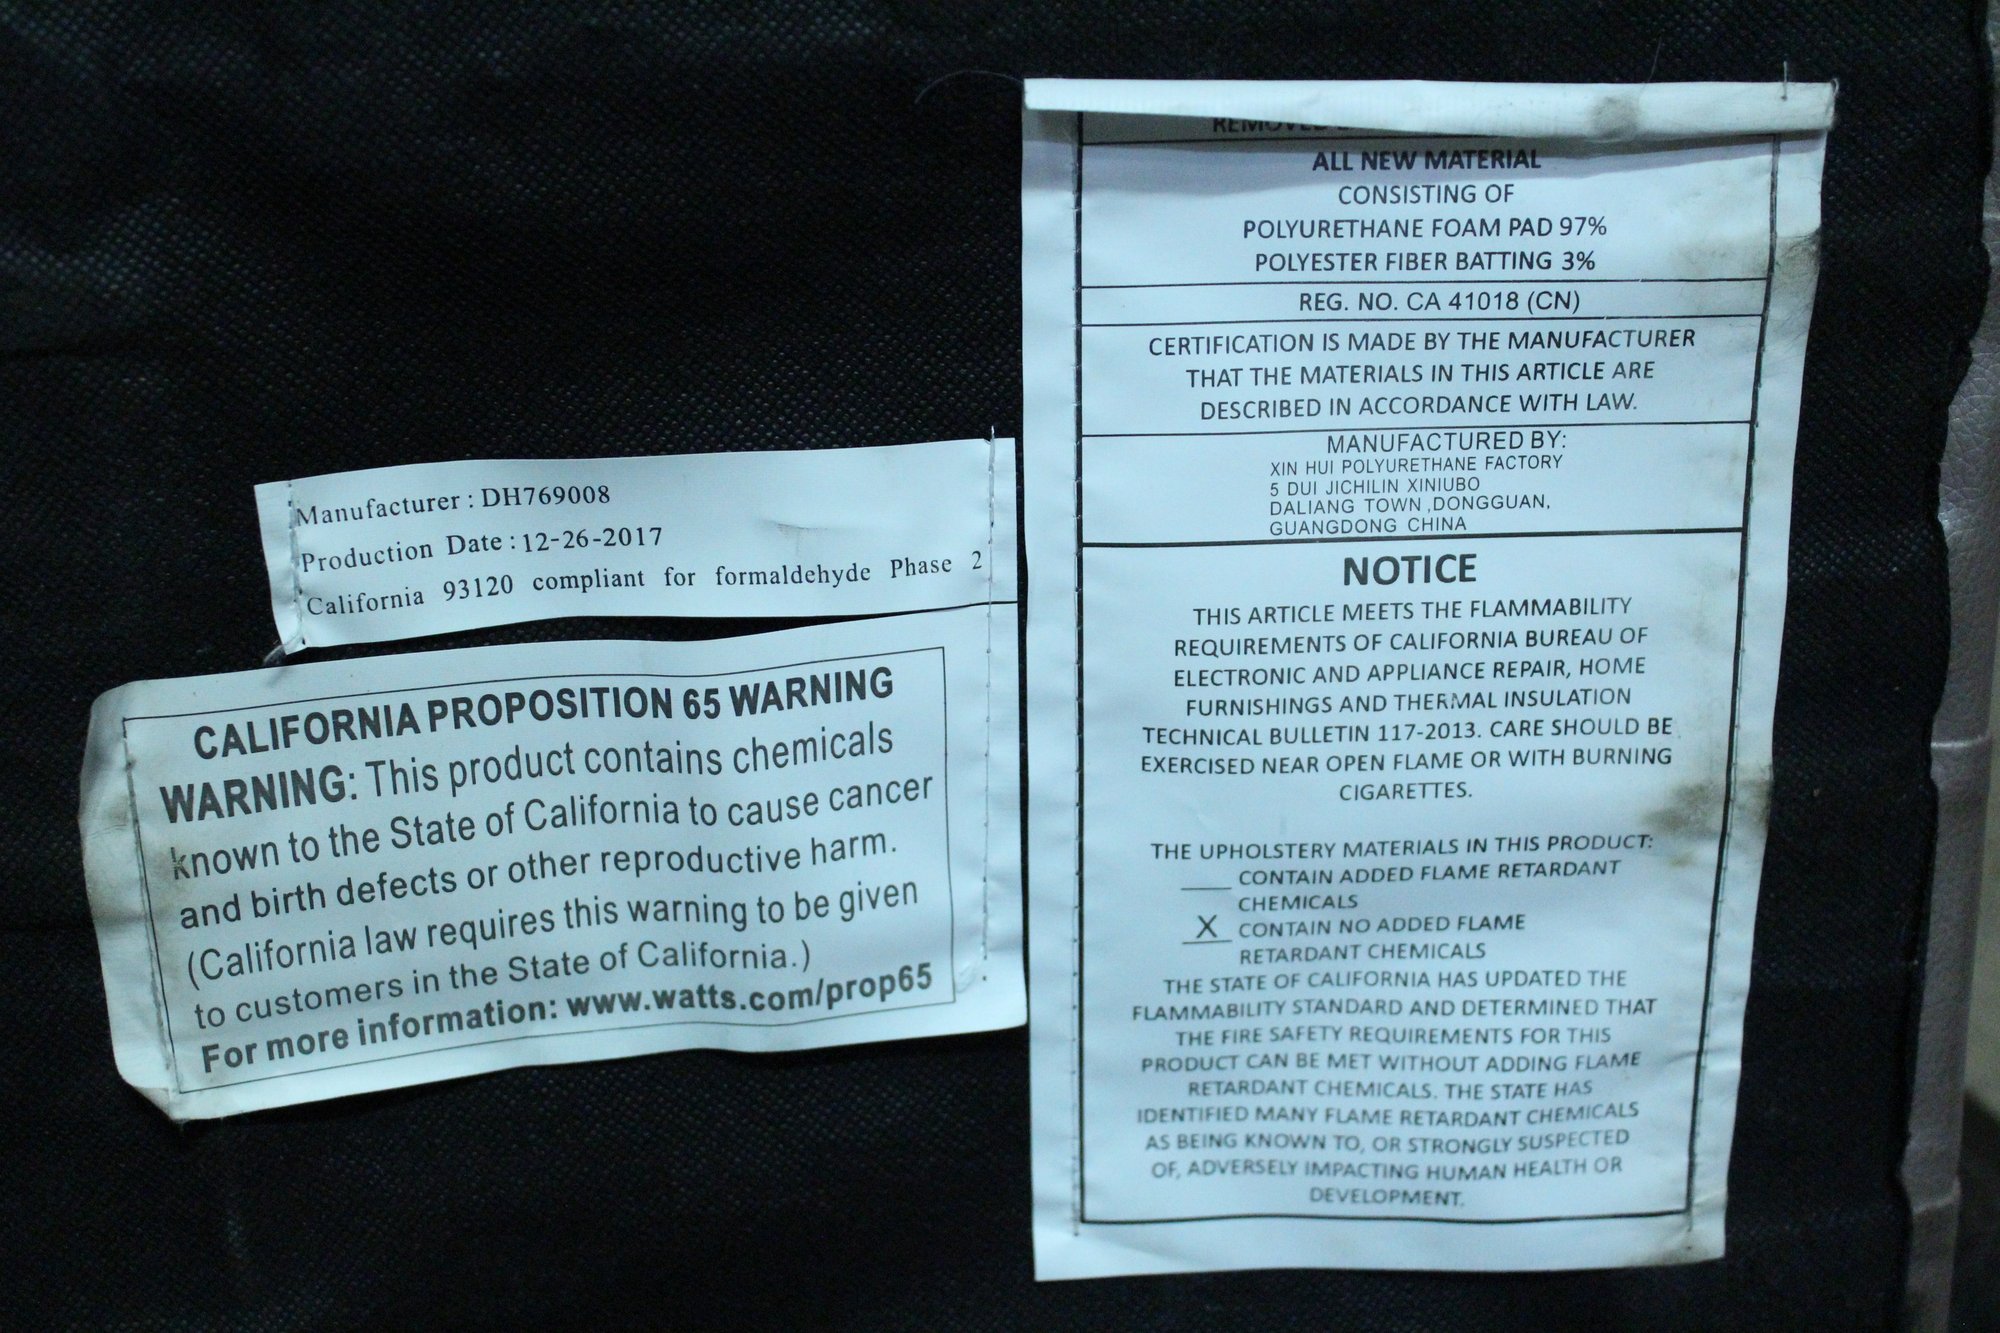 Manufacturer : DH769008
Production Date : 12-26-2017
California 93120 compliant for formaldehyde Phase 2
CALIFORNIA PROPOSITION 65 WARNING
WARNING: This product contains chemicals
known to the State of California to cause cancer
and birth defects or other reproductive harm.
(California law requires this warning to be given
to customers in the State of California.)
For more information: www.watts.com/prop65
REMOVED
ALL NEW MATERIAL
CONSISTING OF
POLYURETHANE FOAM PAD 97%
POLYESTER FIBER BATTING 3%
REG. NO. CA 41018 (CN)
CERTIFICATION IS MADE BY THE MANUFACTURER
THAT THE MATERIALS IN THIS ARTICLE ARE
DESCRIBED IN ACCORDANCE WITH LAW.
MANUFACTURED BY:
XIN HUI POLYURETHANE FACTORY
5 DUI JICHILIN XINIUBO
DALIANG TOWN ,DONGGUAN,
GUANGDONG CHINA
NOTICE
THIS ARTICLE MEETS THE FLAMMABILITY
REQUIREMENTS OF CALIFORNIA BUREAU OF
ELECTRONIC AND APPLIANCE REPAIR, HOME
FURNISHINGS AND THERMAL INSULATION
TECHNICAL BULLETIN 117-2013. CARE SHOULD BE
EXERCISED NEAR OPEN FLAME OR WITH BURNING
CIGARETTES.
THE UPHOLSTERY MATERIALS IN THIS PRODUCT:
____ CONTAIN ADDED FLAME RETARDANT
CHEMICALS
X CONTAIN NO ADDED FLAME
RETARDANT CHEMICALS
THE STATE OF CALIFORNIA HAS UPDATED THE
FLAMMABILITY STANDARD AND DETERMINED THAT
THE FIRE SAFETY REQUIREMENTS FOR THIS
PRODUCT CAN BE MET WITHOUT ADDING FLAME
RETARDANT CHEMICALS. THE STATE HAS
IDENTIFIED MANY FLAME RETARDANT CHEMICALS
AS BEING KNOWN TO, OR STRONGLY SUSPECTED
OF, ADVERSELY IMPACTING HUMAN HEALTH OR
DEVELOPMENT.